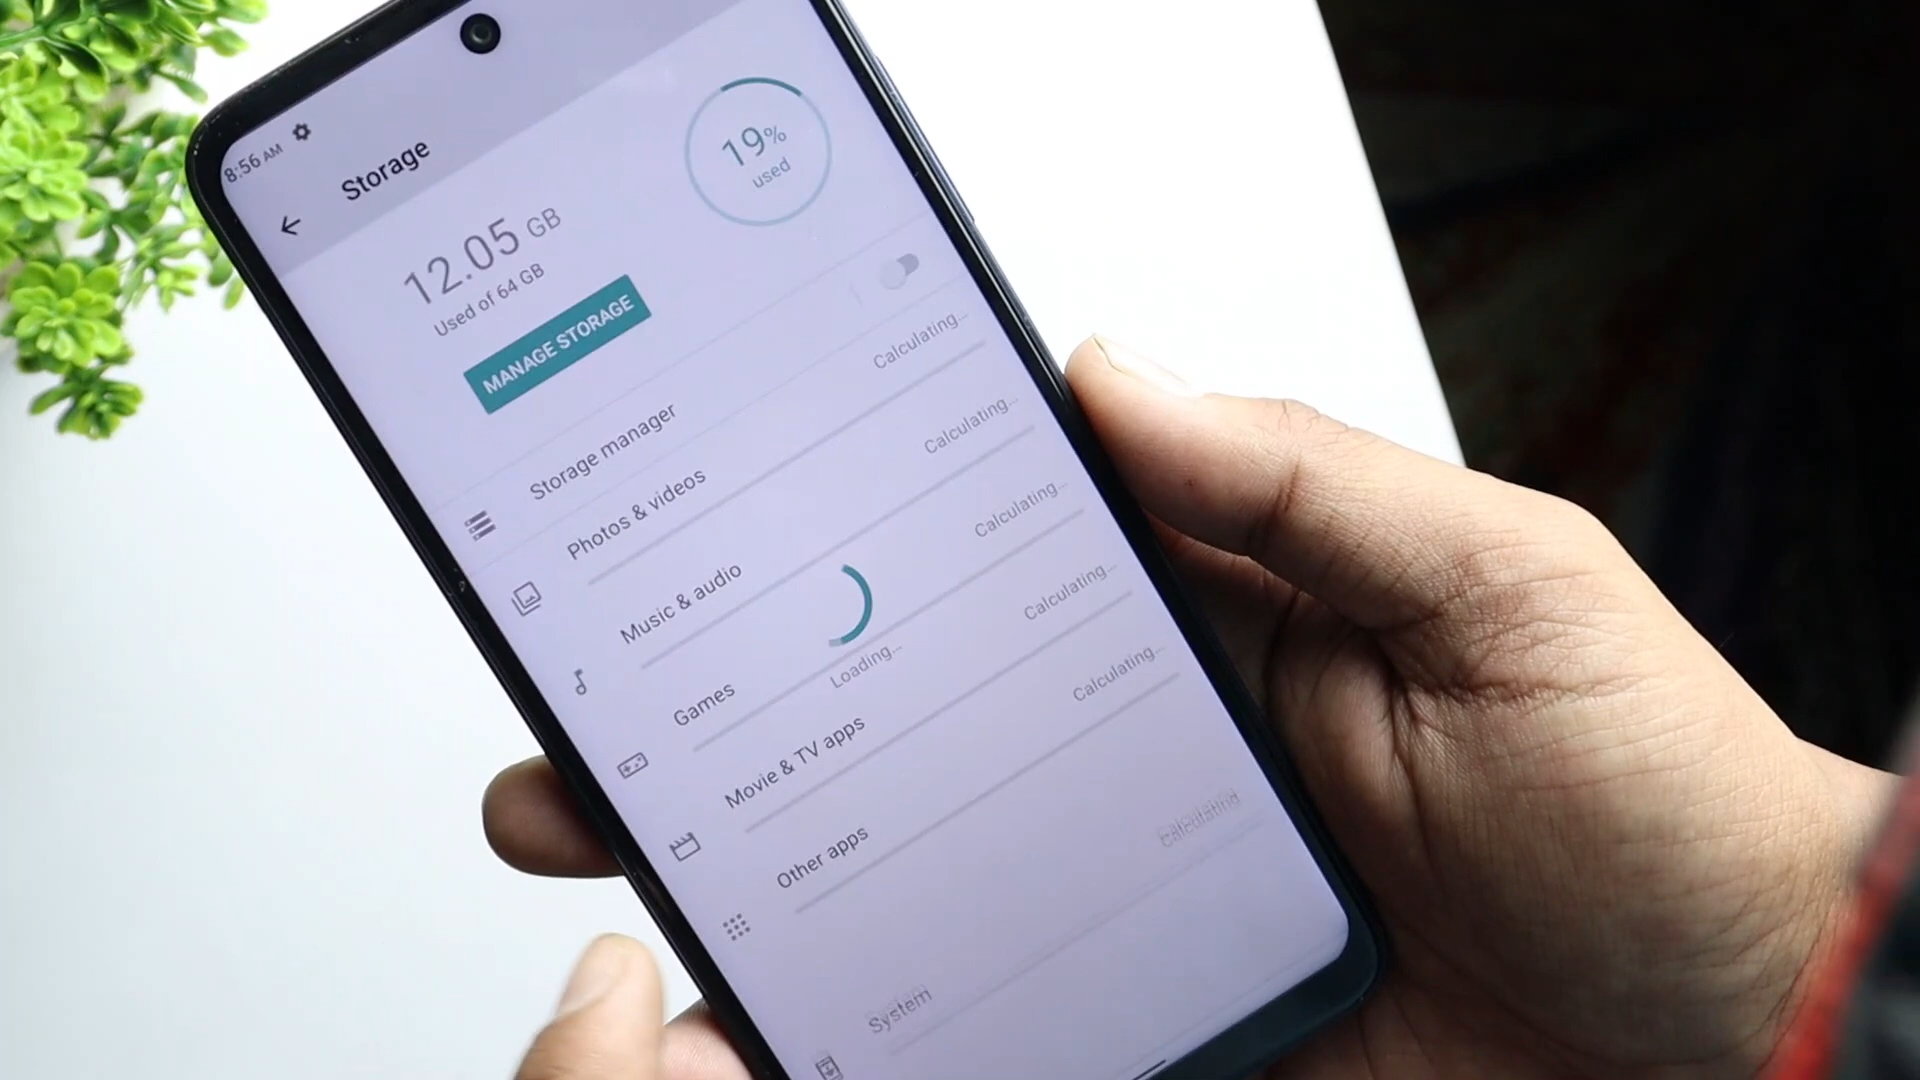 8:56 AM
Storage
12.05 GB
Used of 64 GB
19%
used
MANAGE STORAGE
Storage manager
Photos & videos
Calculating...
Music & audio
Calculating...
Games
Calculating...
Loading...
Movie & TV apps
Calculating...
Other apps
Calculating...
System
Calculating